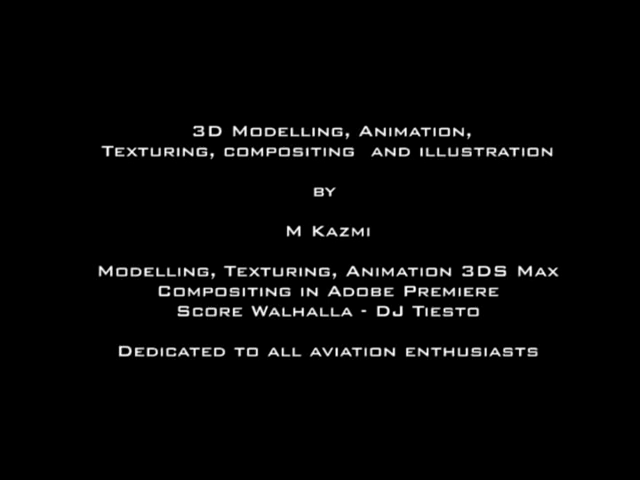 3D Modelling, Animation,
Texturing, compositing and illustration
by
M Kazmi
Modelling, Texturing, Animation 3DS Max
Compositing in Adobe Premiere
Score Walhalla - DJ Tiesto
Dedicated to all aviation enthusiasts